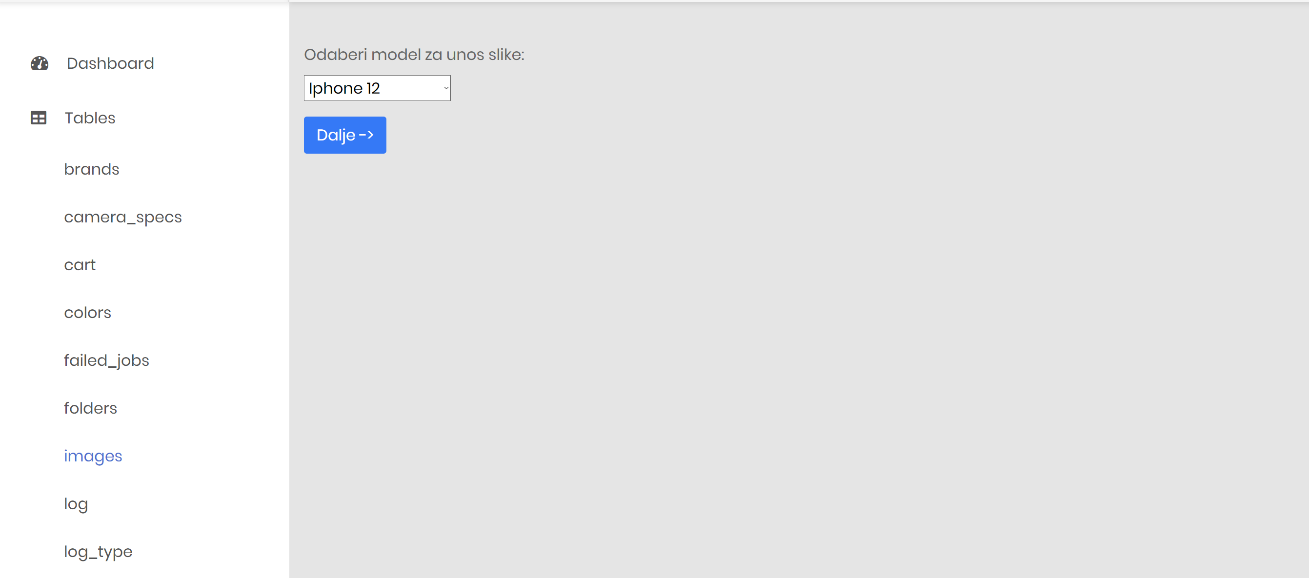 Dashboard
Tables
brands
camera_specs
cart
colors
failed_jobs
folders
images
log
log_type
Odaberi model za unos slike:
Iphone 12
Dalje ->